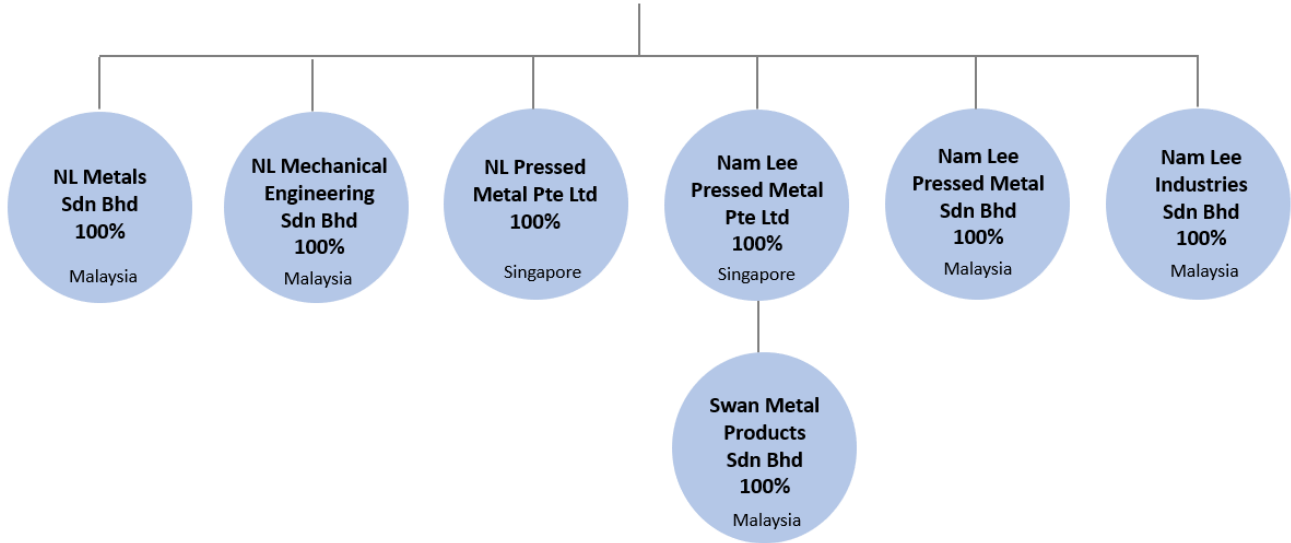 NL Metals
Sdn Bhd
100%
Malaysia
NL Mechanical
Engineering
Sdn Bhd
100%
Malaysia
NL Pressed
Metal Pte Ltd
100%
Singapore
Nam Lee
Pressed Metal
Pte Ltd
100%
Singapore
Nam Lee
Pressed Metal
Sdn Bhd
100%
Malaysia
Nam Lee
Industries
Sdn Bhd
100%
Malaysia
Swan Metal
Products
Sdn Bhd
100%
Malaysia